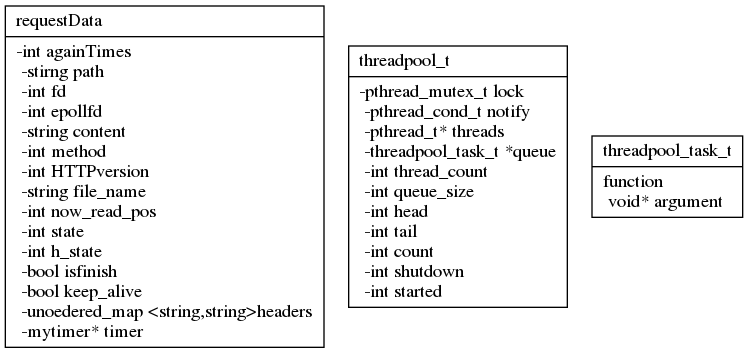 requestData
-int againTimes
-stirng path
-int fd
-int epollfd
-string content
-int method
-int HTTPversion
-string file_name
-int now_read_pos
-int state
-int h_state
-bool isfinish
-bool keep_alive
-unoedered_map <string,string>headers
-mytimer* timer
threadpool_t
-pthread_mutex_t lock
-pthread_cond_t notify
-pthread_t* threads
-threadpool_task_t *queue
-int thread_count
-int queue_size
-int head
-int tail
-int count
-int shutdown
-int started
threadpool_task_t
function
void* argument